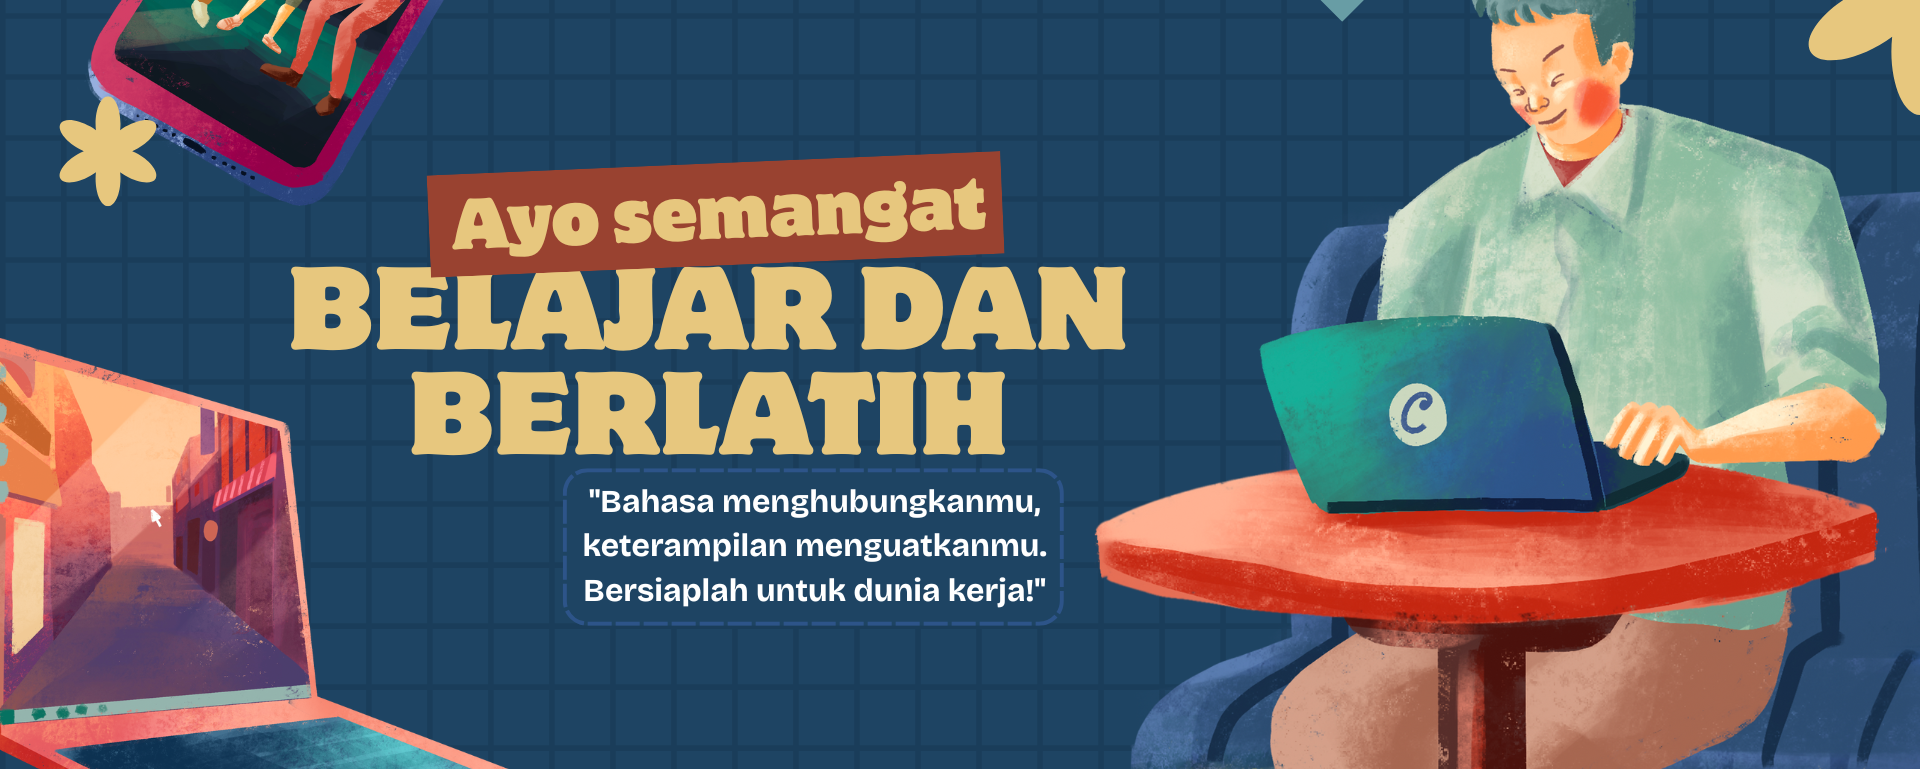 Ayo semangat
BELAJAR DAN
BERLATIH
"Bahasa menghubungkanmu,
keterampilan menguatkanmu.
Bersiaplah untuk dunia kerja!"
C